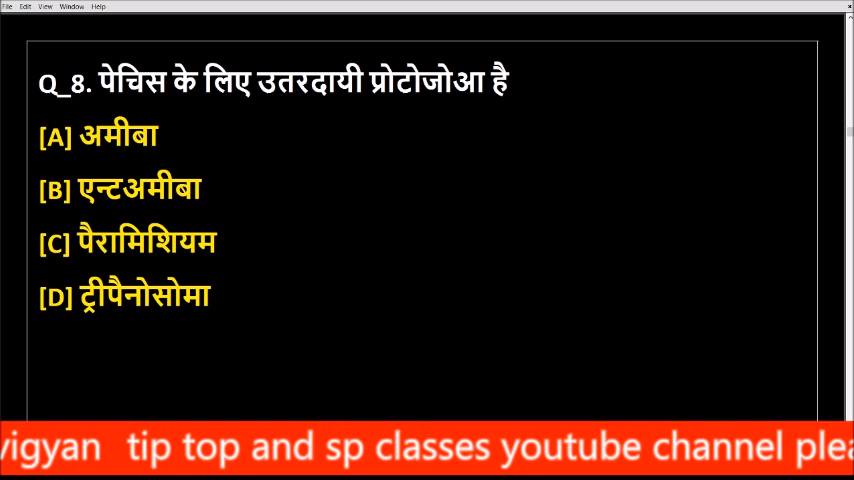 File Edit View Window Help
Q_8. पेचिस के लिए उतरदायी प्रोटोजोआ है
[A] अमीबा
[B] एन्टअमीबा
[C] पैरामिशियम
[D] ट्रीपैनोसोमा
vigyan tip top and sp classes youtube channel plea